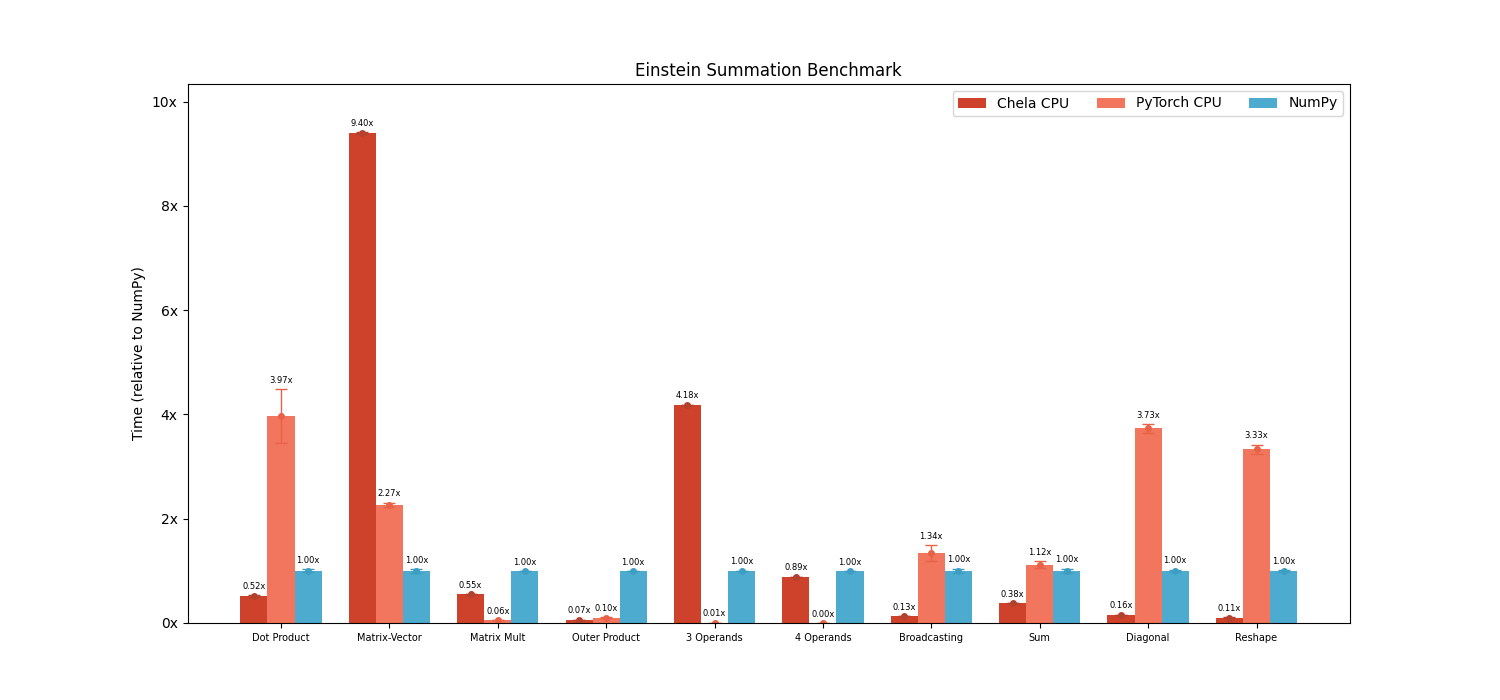 Einstein Summation Benchmark
Chela CPU PyTorch CPU NumPy
Time (relative to NumPy)
10x
8x
6x
4x
2x
0x
0.52x 3.97x 1.00x
9.40x 2.27x 1.00x
0.55x 0.06x 1.00x
0.07x 0.10x 1.00x
4.18x 0.01x 1.00x
0.89x 0.00x 1.00x
0.13x 1.34x 1.00x
0.38x 1.12x 1.00x
0.16x 3.73x 1.00x
0.11x 3.33x 1.00x
Dot Product Matrix-Vector Matrix Mult Outer Product 3 Operands 4 Operands Broadcasting Sum Diagonal Reshape